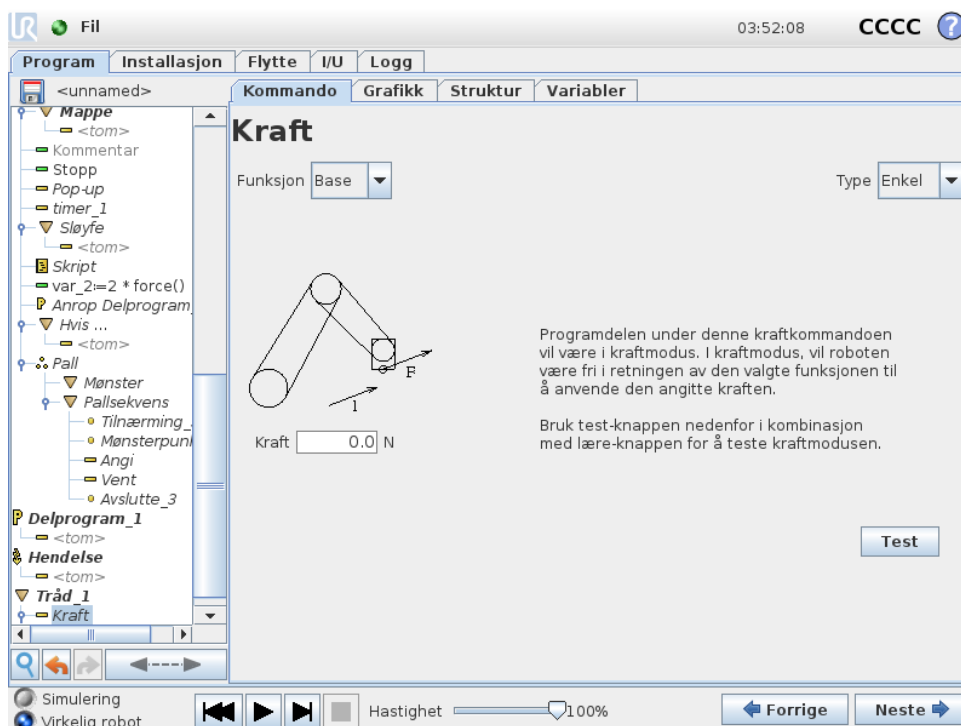 UR Fil 03:52:08 CCCC ?
Program Installasjon Flytte I/U Logg
<unnamed>
Kommando Grafikk Struktur Variabler
Mappe
<tom>
Kommentar
Stopp
Pop-up
timer_1
Sløyfe
<tom>
Skript
var_2:=2 * force()
P Anrop Delprogram_
Hvis ...
<tom>
Pall
Mønster
Pallsekvens
Tilnærming_
Mønsterpunk
Angi
Vent
Avslutte_3
P Delprogram_1
<tom>
Hendelse
<tom>
Tråd_1
Kraft
Kraft
Funksjon Base
Type Enkel
F
1
Kraft 0.0 N
Programdelen under denne kraftkommandoen
vil være i kraftmodus. I kraftmodus, vil roboten
være fri i retningen av den valgte funksjonen til
å anvende den angitte kraften.
Bruk test-knappen nedenfor i kombinasjon
med lære-knappen for å teste kraftmodusen.
Test
Simulering
Virkelig robot
Hastighet 100%
Forrige
Neste